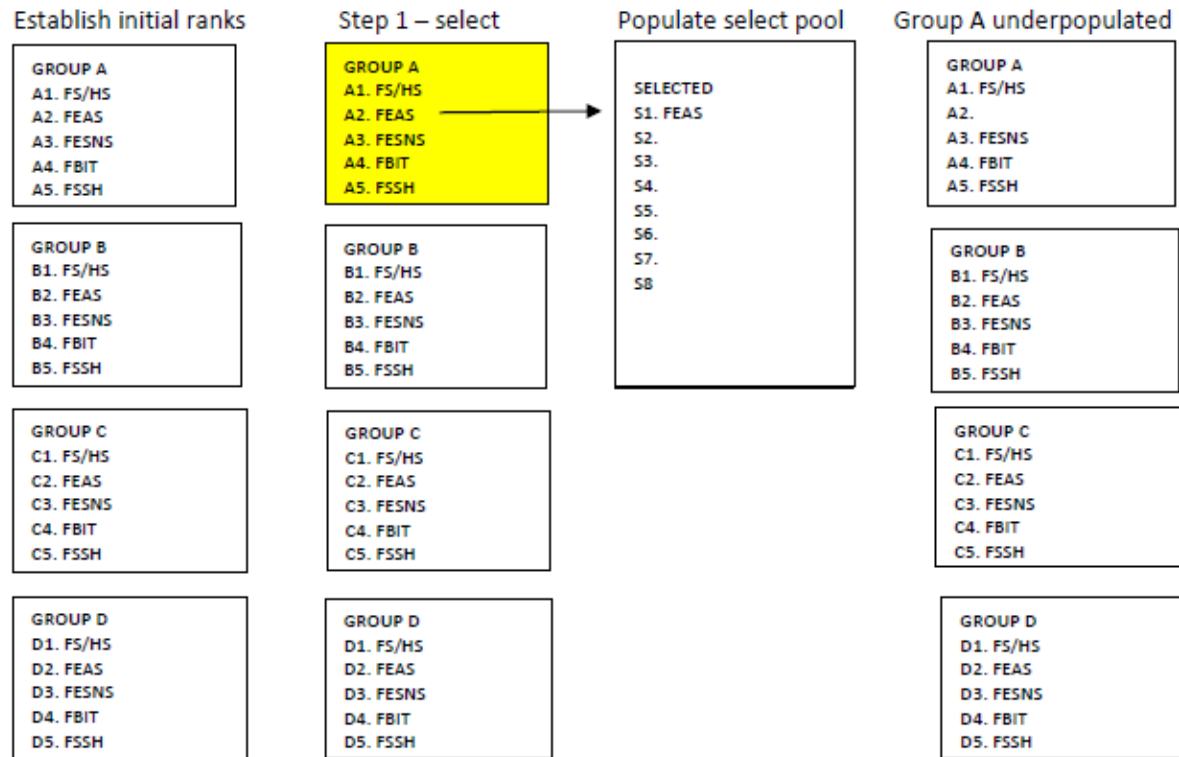 Establish initial ranks
GROUP A
A1. FS/HS
A2. FEAS
A3. FESNS
A4. FBIT
A5. FSSH
GROUP B
B1. FS/HS
B2. FEAS
B3. FESNS
B4. FBIT
B5. FSSH
GROUP C
C1. FS/HS
C2. FEAS
C3. FESNS
C4. FBIT
C5. FSSH
GROUP D
D1. FS/HS
D2. FEAS
D3. FESNS
D4. FBIT
D5. FSSH
Step 1 – select
GROUP A
A1. FS/HS
A2. FEAS
A3. FESNS
A4. FBIT
A5. FSSH
GROUP B
B1. FS/HS
B2. FEAS
B3. FESNS
B4. FBIT
B5. FSSH
GROUP C
C1. FS/HS
C2. FEAS
C3. FESNS
C4. FBIT
C5. FSSH
GROUP D
D1. FS/HS
D2. FEAS
D3. FESNS
D4. FBIT
D5. FSSH
Populate select pool
SELECTED
S1. FEAS
S2.
S3.
S4.
S5.
S6.
S7.
S8
Group A underpopulated
GROUP A
A1. FS/HS
A2.
A3. FESNS
A4. FBIT
A5. FSSH
GROUP B
B1. FS/HS
B2. FEAS
B3. FESNS
B4. FBIT
B5. FSSH
GROUP C
C1. FS/HS
C2. FEAS
C3. FESNS
C4. FBIT
C5. FSSH
GROUP D
D1. FS/HS
D2. FEAS
D3. FESNS
D4. FBIT
D5. FSSH